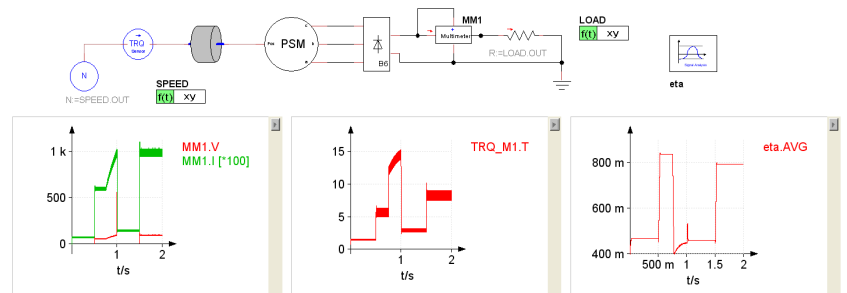 MM1
LOAD
f(t) xy
TRQ
Sensor
PSM
Pos
Multimeter
R:=LOAD.OUT
B6
N
N:=SPEED.OUT
SPEED
f(t) xy
Signal Analysis
eta
MM1.V
MM1.I [*100]
1 k
500
0
1 2
t/s
TRQ_M1.T
15
10
5
0
1 2
t/s
eta.AVG
800 m
600 m
400 m
500 m 1 1.5 2
t/s